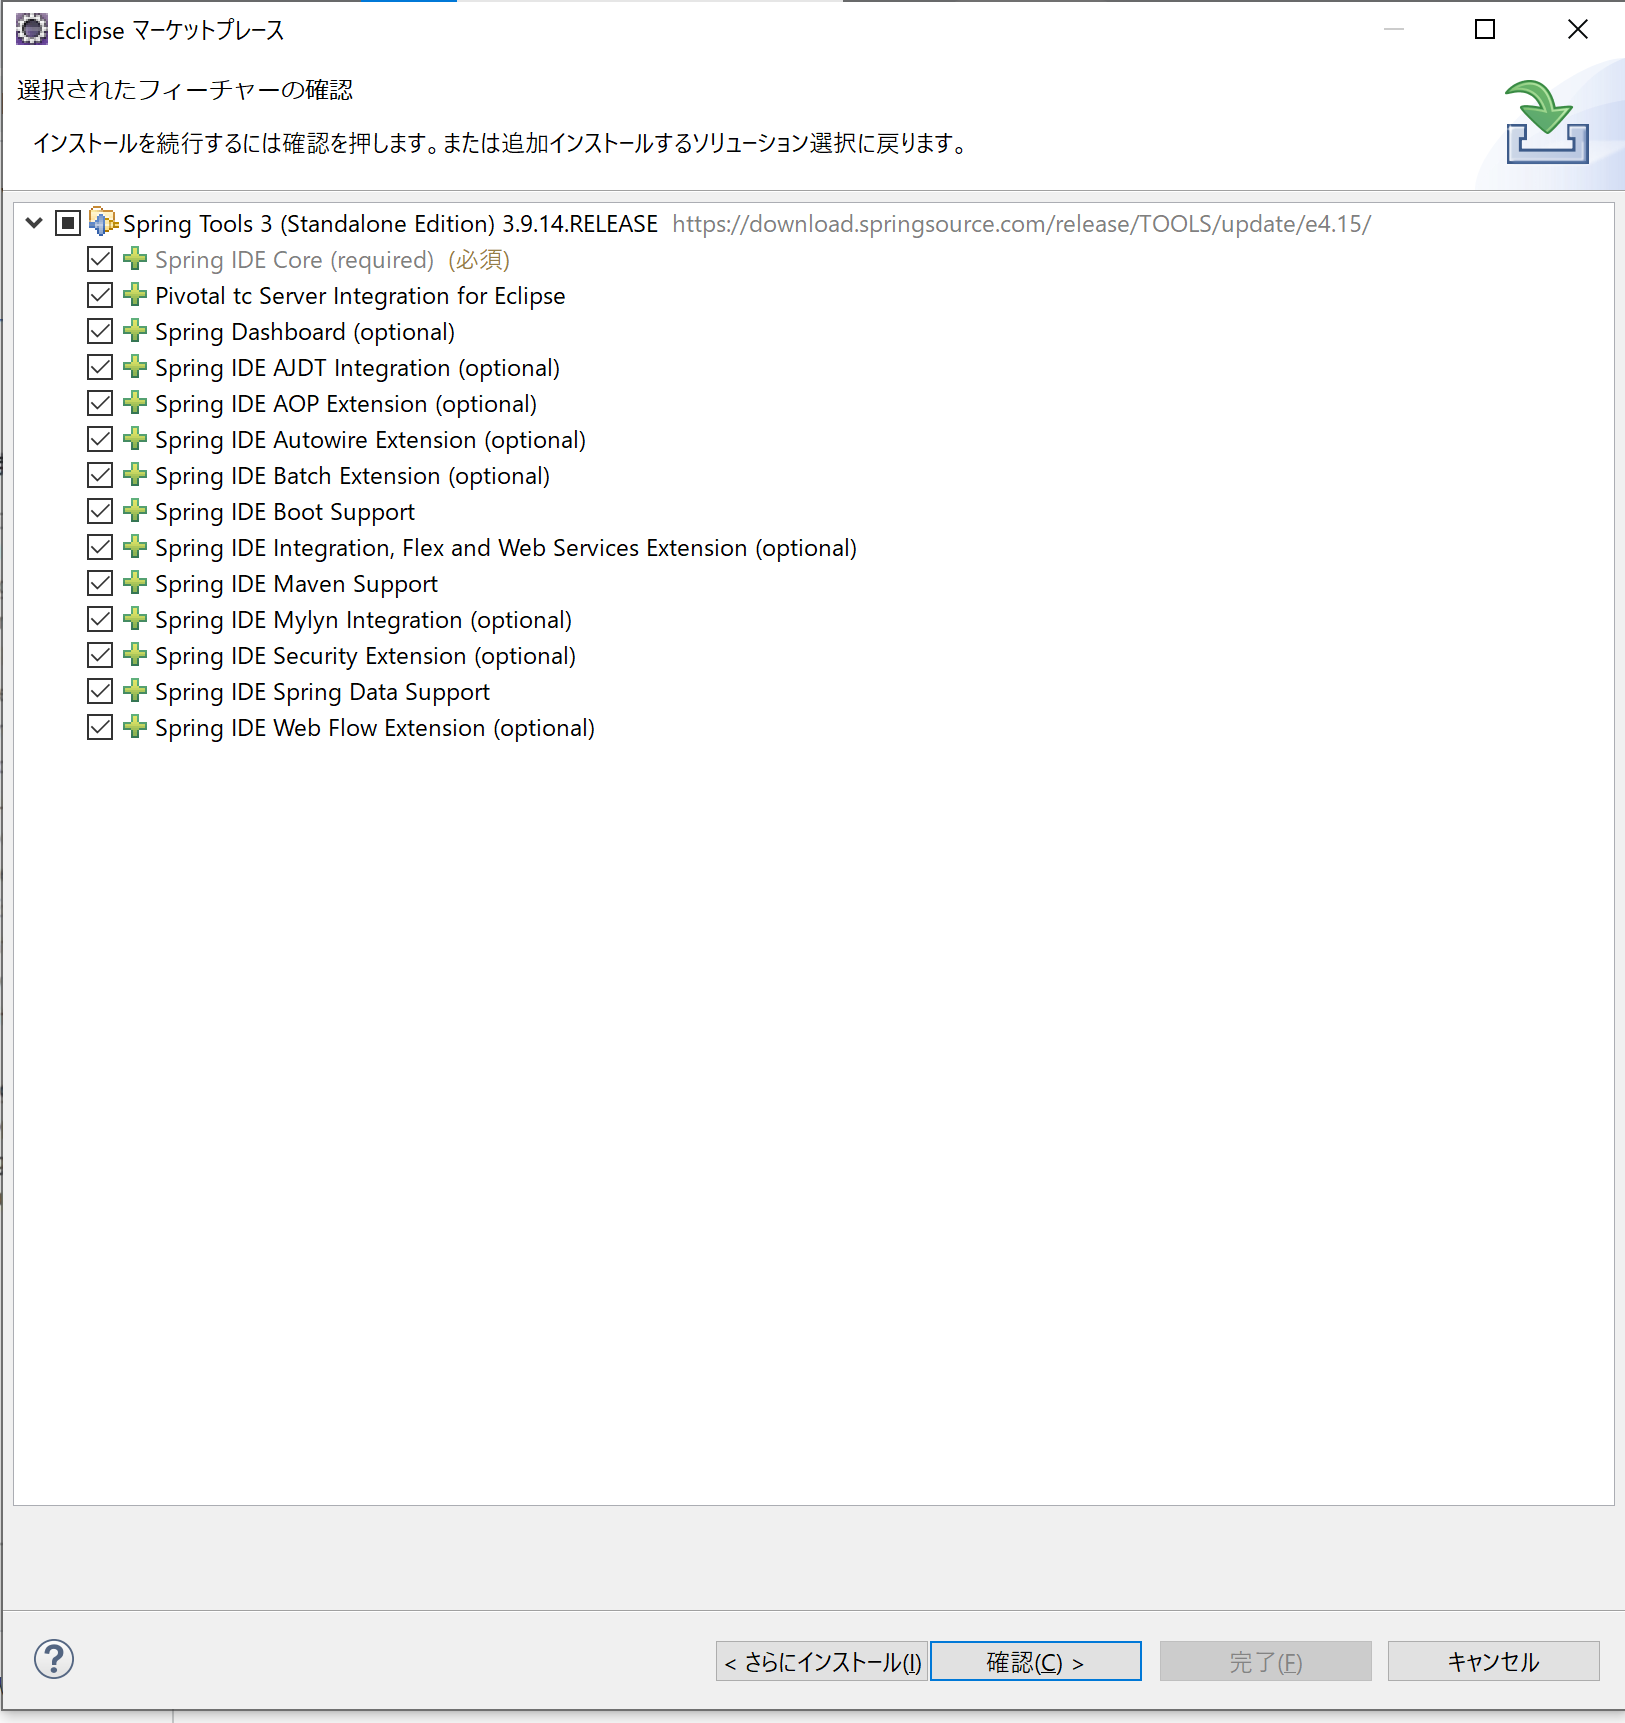 Eclipse マーケットプレース
選択されたフィーチャーの確認
インストールを続行するには確認を押します。または追加インストールするソリューション選択に戻ります。
Spring Tools 3 (Standalone Edition) 3.9.14.RELEASE https://download.springsource.com/release/TOOLS/update/e4.15/
Spring IDE Core (required) (必須)
Pivotal tc Server Integration for Eclipse
Spring Dashboard (optional)
Spring IDE AJDT Integration (optional)
Spring IDE AOP Extension (optional)
Spring IDE Autowire Extension (optional)
Spring IDE Batch Extension (optional)
Spring IDE Boot Support
Spring IDE Integration, Flex and Web Services Extension (optional)
Spring IDE Maven Support
Spring IDE Mylyn Integration (optional)
Spring IDE Security Extension (optional)
Spring IDE Spring Data Support
Spring IDE Web Flow Extension (optional)
? < さらにインストール(I) 確認(C) > 完了(F) キャンセル